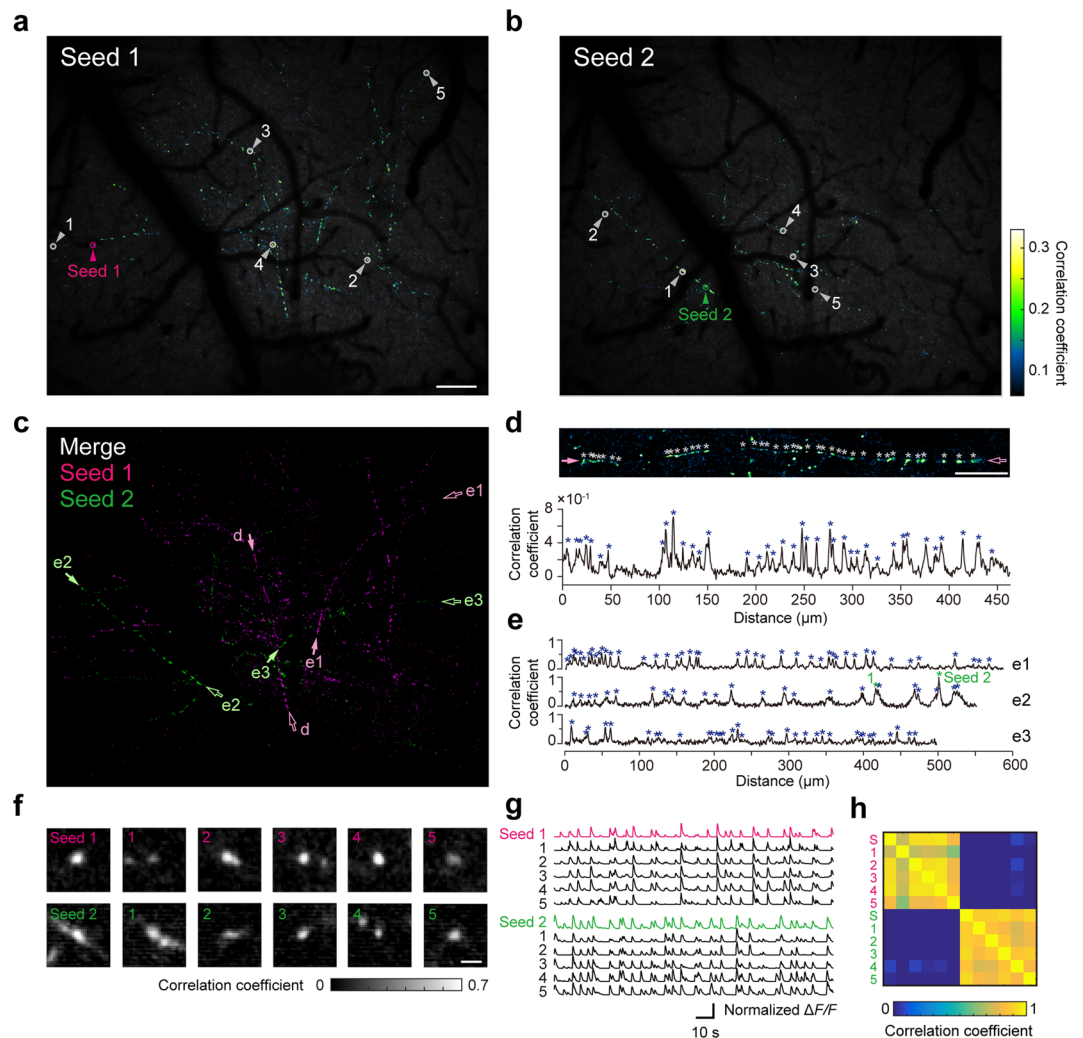 a
Seed 1
1
Seed 1
2
3
4
5
b
Seed 2
1
Seed 2
2
3
4
5
0.3
0.2
0.1
Correlation coefficient
c
Merge
Seed 1
Seed 2
d
d
e1
e1
e2
e2
e3
e3
d
* * * * * * * * * * * * * * * * * * * * * * * * * * * * * * * * * * * * * * * *
×10⁻¹
8
4
0
Correlation
coefficient
0 50 100 150 200 250 300 350 400 450
Distance (µm)
e
1
0
1
0
1
0
Correlation
coefficient
e1
1 Seed 2
e2
e3
0 100 200 300 400 500 600
Distance (µm)
f
Seed 1 1 2 3 4 5
Seed 2 1 2 3 4 5
Correlation coefficient 0 0.7
g
Seed 1
1
2
3
4
5
Seed 2
1
2
3
4
5
Normalized ΔF/F
10 s
h
S
1
2
3
4
5
S
1
2
3
4
5
0 1
Correlation coefficient